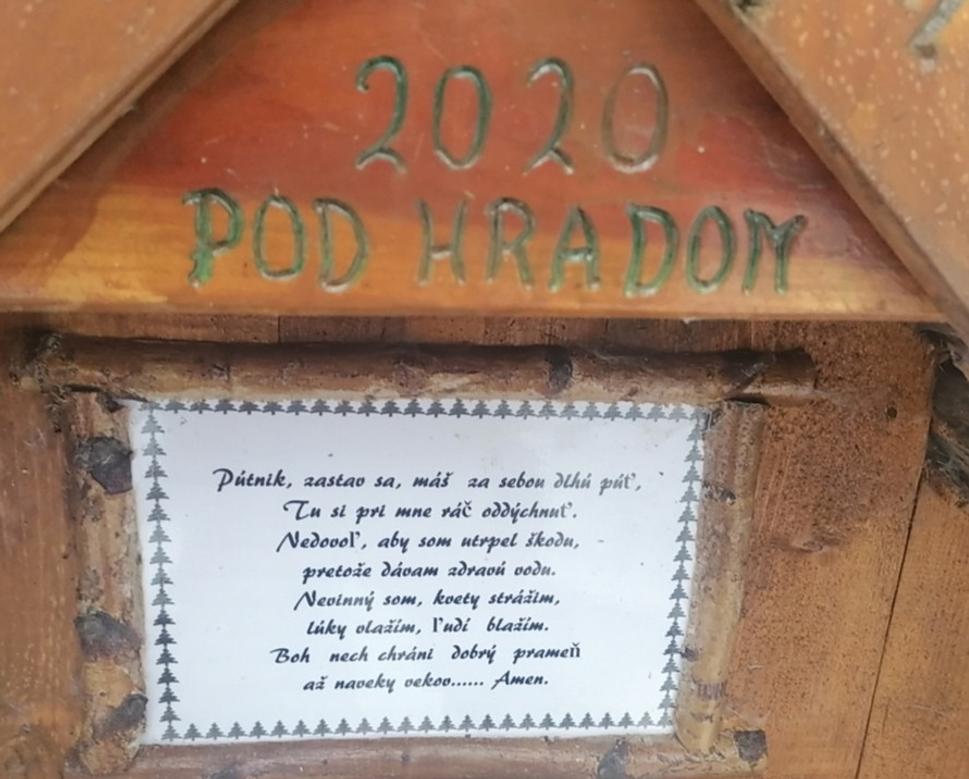 2020
POD HRADOM
Pútnik, zastav sa, máš za sebou dlhú púť,
Tu si pri mne ráč oddýchnuť.
Nedovoľ, aby som utrpel škodu,
pretože dávam zdravú vodu.
Nevinný som, kvety strážim,
lúky vlažím, ľudí blažím.
Boh nech chráni dobrý prameň
až naveky vekov...... Amen.